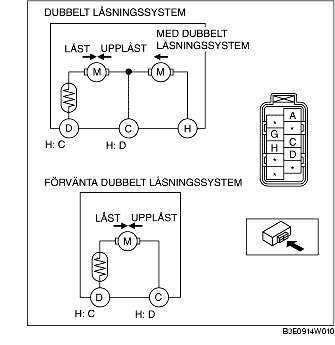 DUBBELT LÅSNINGSSYSTEM
MED DUBBELT
LÅSNINGSSYSTEM
LÅST UPPLÅST
M M
D C H
H: C H: D
A
*
*
G
C
H
D
*
*
*
FÖRVÄNTA DUBBELT LÅSNINGSSYSTEM
LÅST UPPLÅST
M
D C
H: C H: D
B3E0914W010